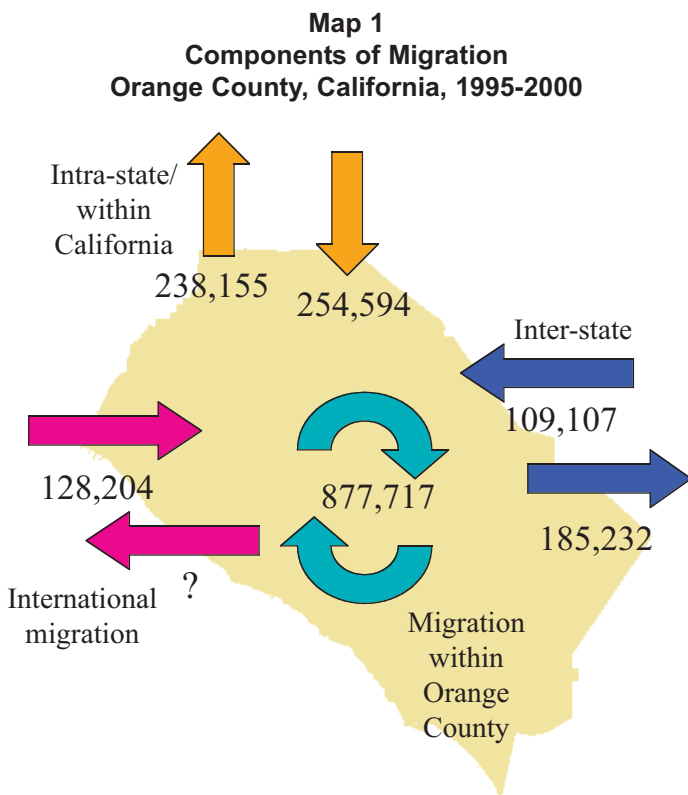 Map 1
Components of Migration
Orange County, California, 1995-2000
Intra-state/
within
California
238,155
254,594
Inter-state
109,107
128,204
877,717
185,232
?
International
migration
Migration
within
Orange
County